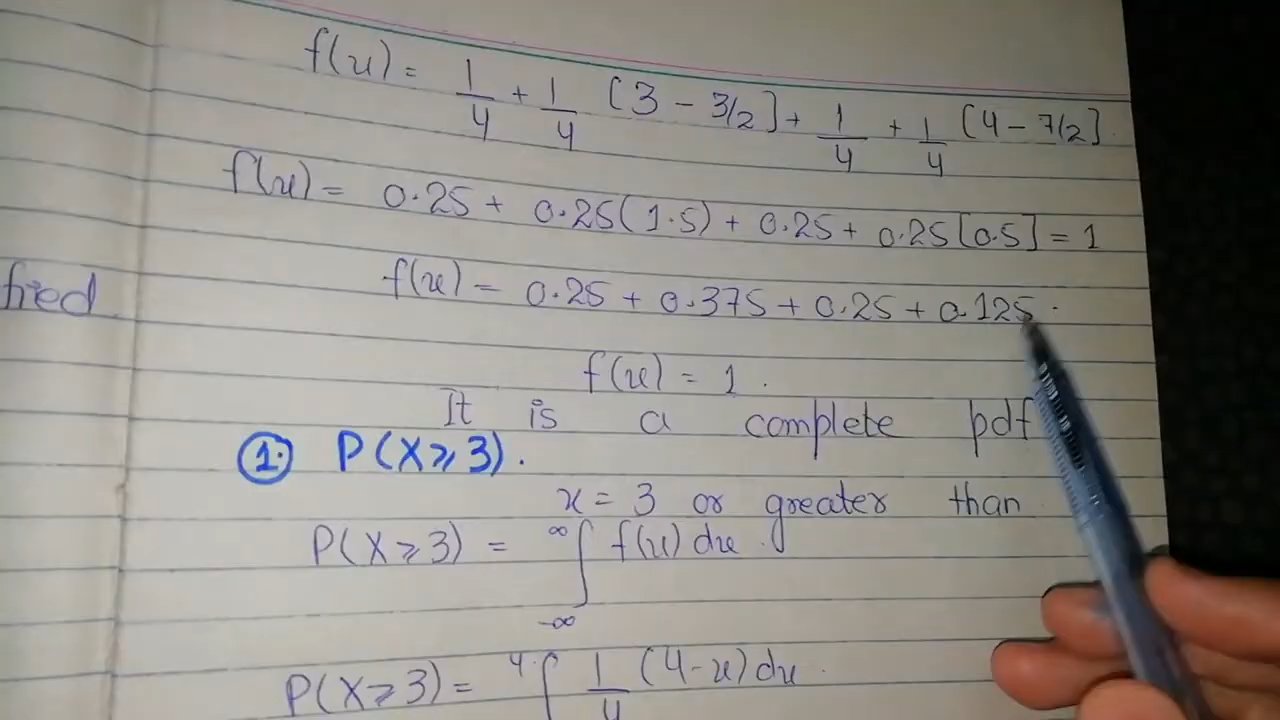 f(x) = 1/4 + 1/4 [3 - 3/2] + 1/4 + 1/4 [4 - 7/2]
f(x) = 0.25 + 0.25(1.5) + 0.25 + 0.25[0.5] = 1
f(x) = 0.25 + 0.375 + 0.25 + 0.125.
fied
f(x) = 1.
It is a complete pdf
1. P(X ≥ 3).
x = 3 or greater than
P(X ≥ 3) = ∞∫-∞ f(x) dx.
P(X ≥ 3) = 4∫ 1/4 (4 - x) dx.